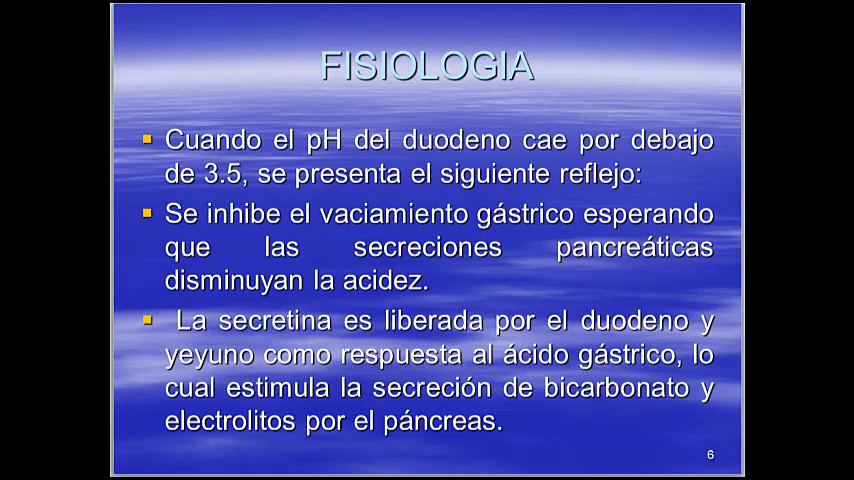 FISIOLOGIA
Cuando el pH del duodeno cae por debajo
de 3.5, se presenta el siguiente reflejo:
Se inhibe el vaciamiento gástrico esperando
que las secreciones pancreáticas
disminuyan la acidez.
La secretina es liberada por el duodeno y
yeyuno como respuesta al ácido gástrico, lo
cual estimula la secreción de bicarbonato y
electrolitos por el páncreas.
6